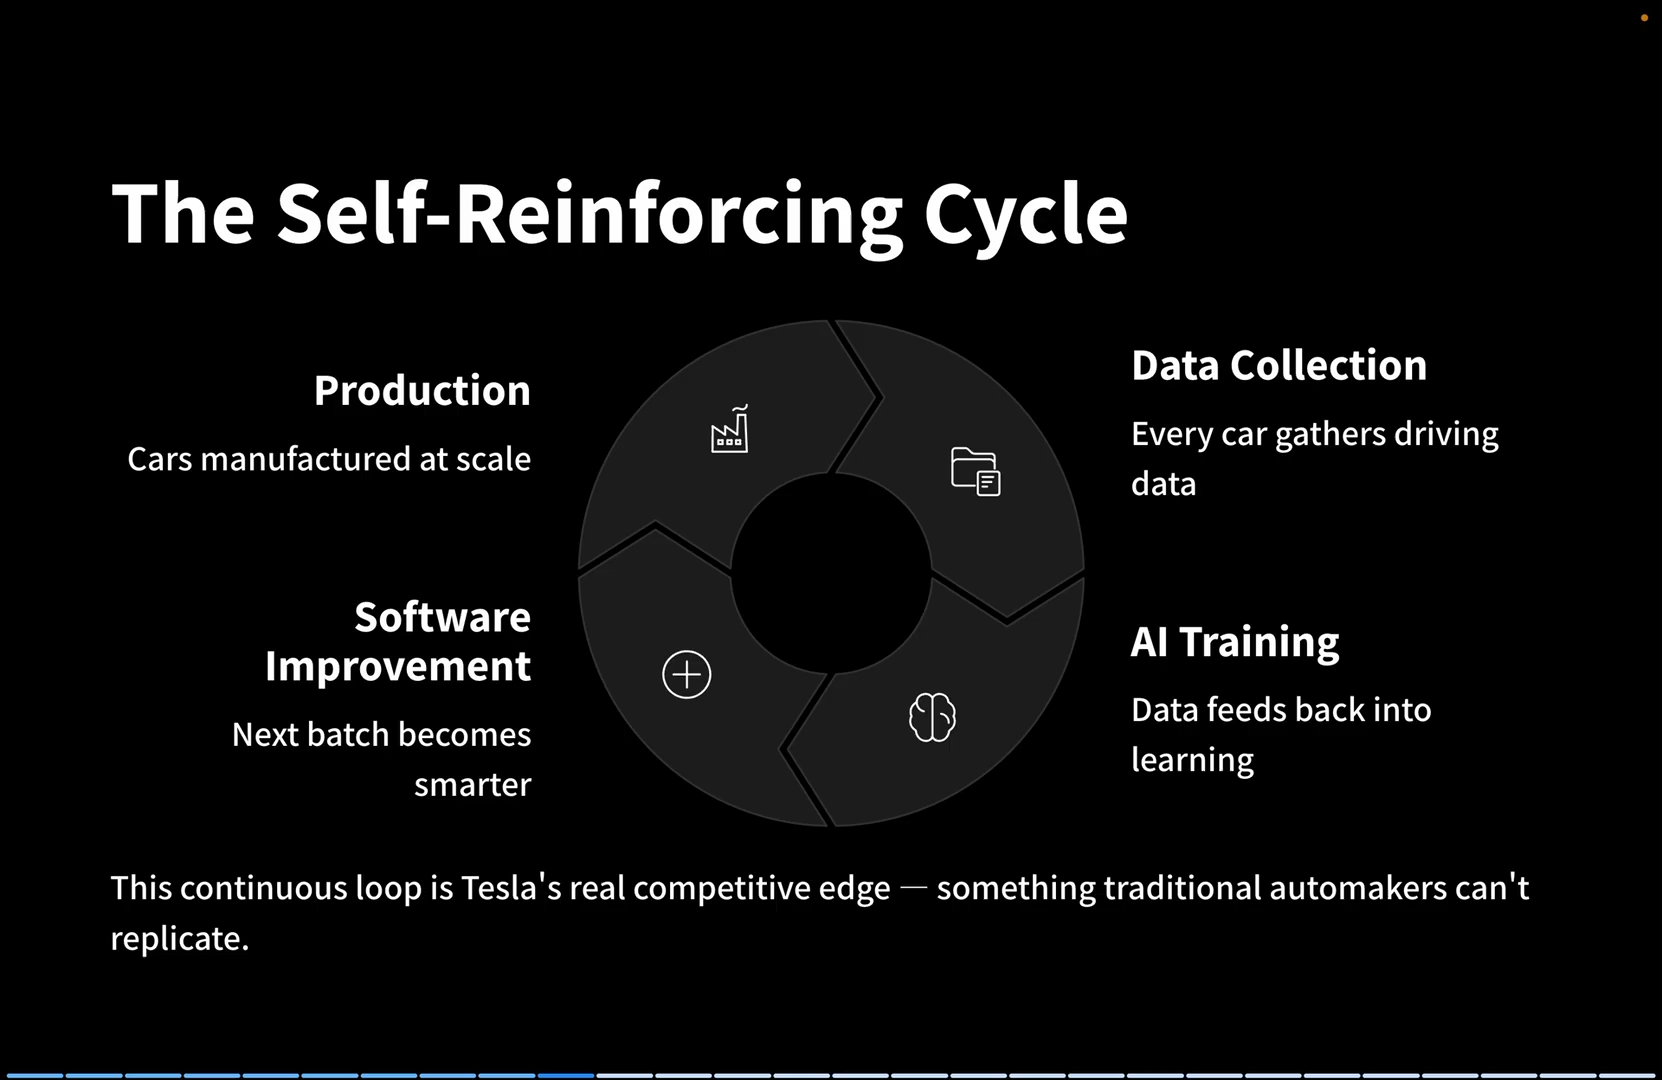 The Self-Reinforcing Cycle
Production
Cars manufactured at scale
Data Collection
Every car gathers driving
data
Software
Improvement
Next batch becomes
smarter
AI Training
Data feeds back into
learning
This continuous loop is Tesla's real competitive edge — something traditional automakers can't
replicate.